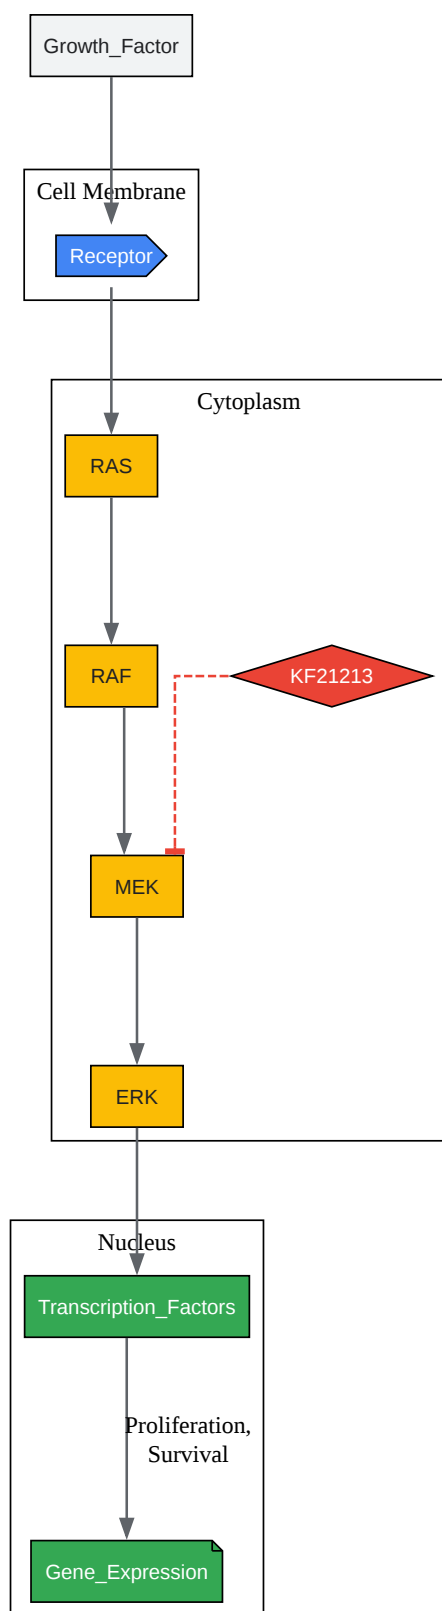 Growth_Factor
Cell Membrane
Receptor
Cytoplasm
RAS
RAF
KF21213
MEK
ERK
Nucleus
Transcription_Factors
Proliferation,
Survival
Gene_Expression